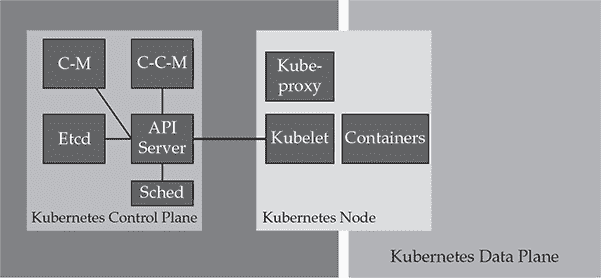 C-M
C-C-M
Etcd
API
Server
Sched
Kubernetes Control Plane
Kube-
proxy
Kubelet
Containers
Kubernetes Node
Kubernetes Data Plane